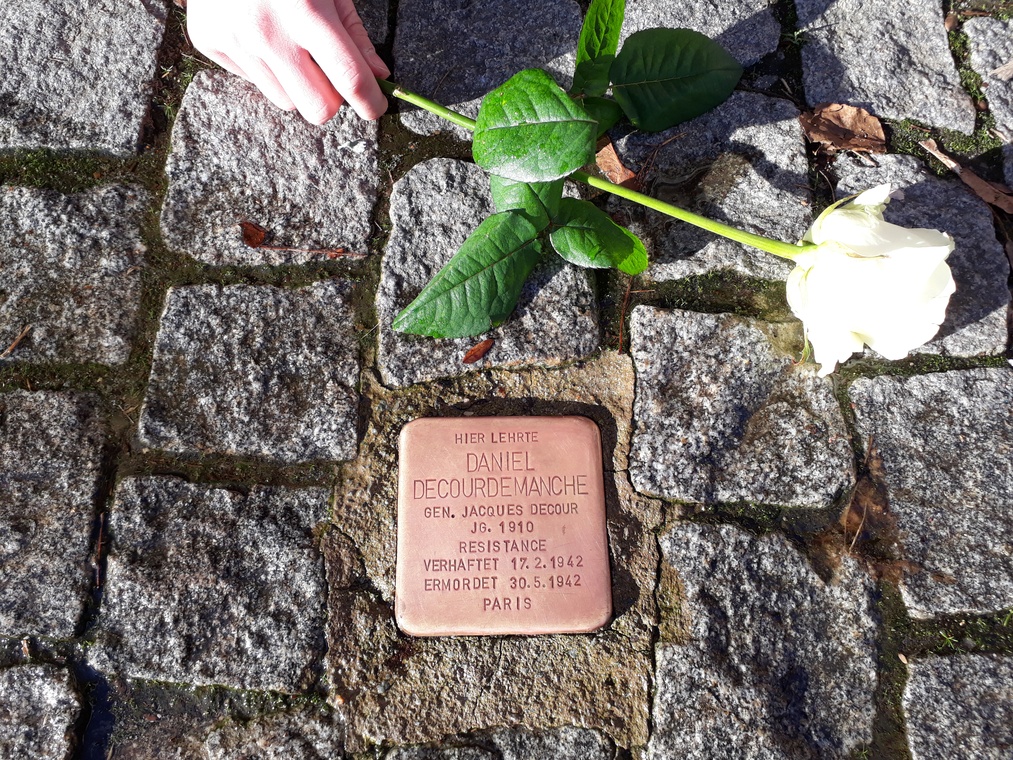 HIER LEHRTE
DANIEL
DECOURDEMANCHE
GEN. JACQUES DECOUR
JG. 1910
RESISTANCE
VERHAFTET 17.2.1942
ERMORDET 30.5.1942
PARIS